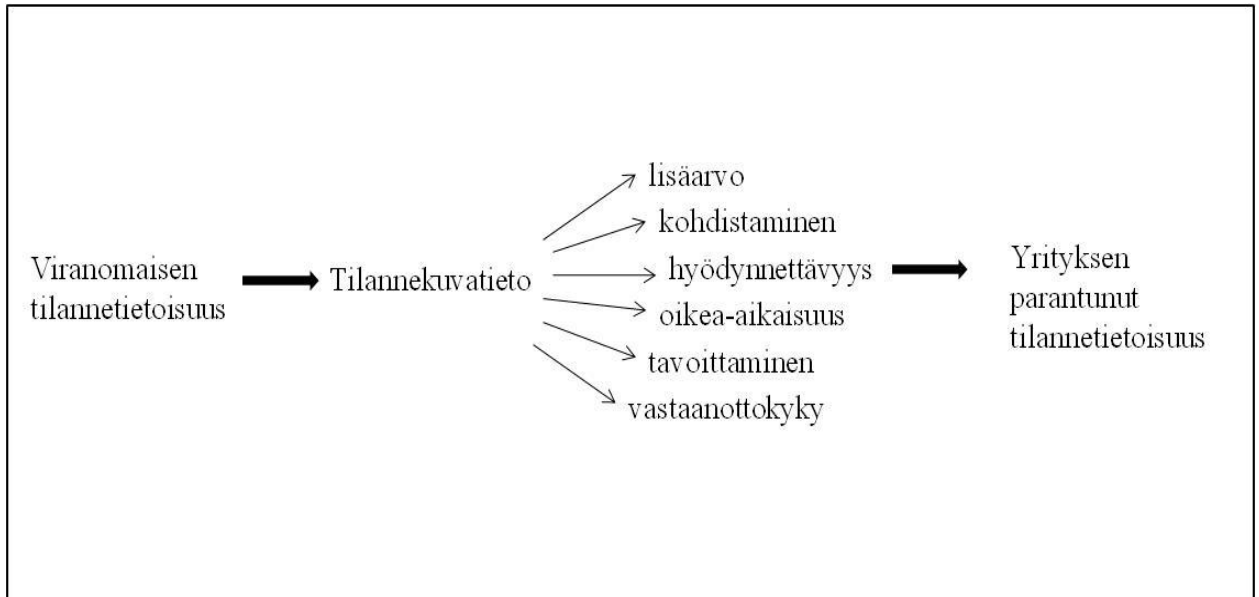 Viranomaisen
tilannetietoisuus
Tilannekuvatieto
lisäarvo
kohdistaminen
hyödynnettävyys
oikea-aikaisuus
tavoittaminen
vastaanottokyky
Yrityksen
parantunut
tilannetietoisuus